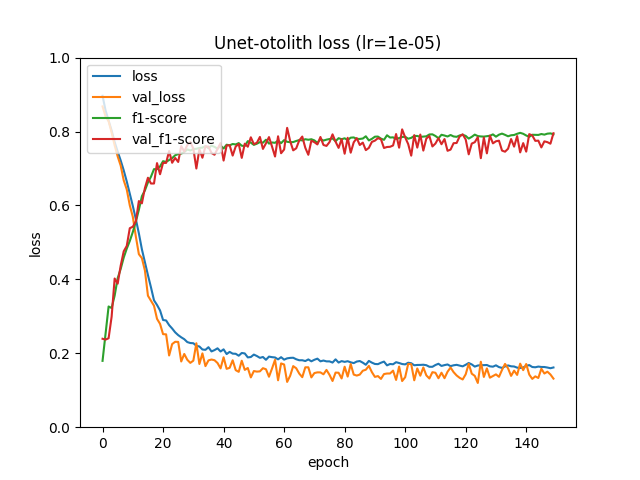 Unet-otolith loss (lr=1e-05)
loss
val_loss
f1-score
val_f1-score
1.0
0.8
0.6
0.4
0.2
0.0
loss
0 20 40 60 80 100 120 140
epoch